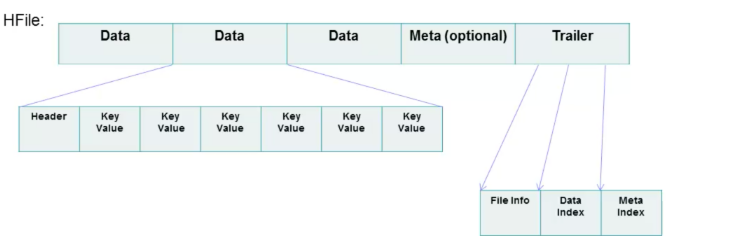 HFile:
Data Data Data Meta (optional) Trailer
Header Key Key Key Key Key Key
Value Value Value Value Value Value
File Info Data Meta
Index Index